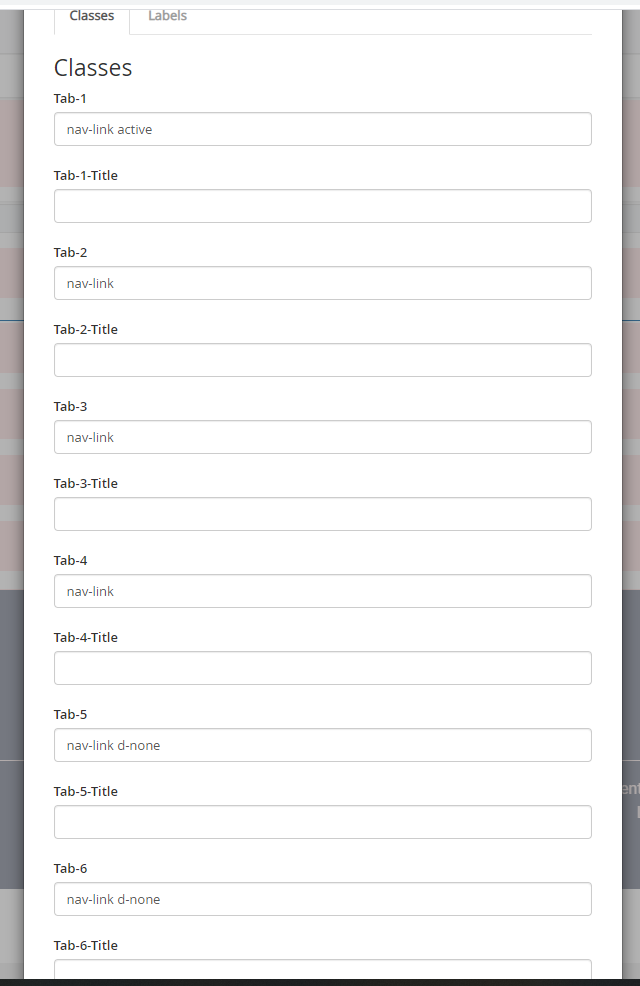 Classes Labels
Classes
Tab-1
nav-link active
Tab-1-Title
Tab-2
nav-link
Tab-2-Title
Tab-3
nav-link
Tab-3-Title
Tab-4
nav-link
Tab-4-Title
Tab-5
nav-link d-none
Tab-5-Title
Tab-6
nav-link d-none
Tab-6-Title